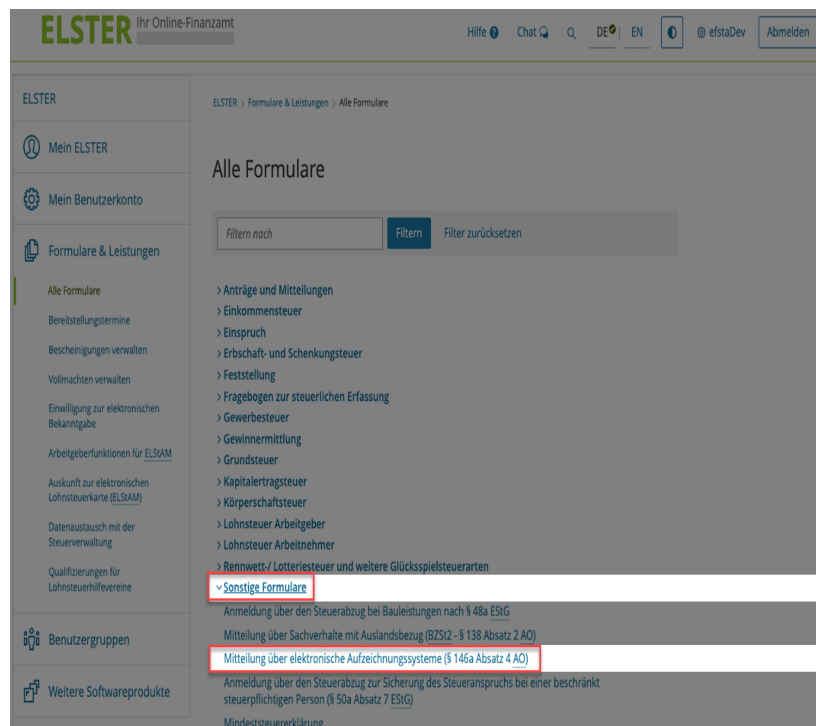 ELSTER Ihr Online-Finanzamt
Hilfe Chat DE | EN efstaDev Abmelden
ELSTER
Mein ELSTER
Mein Benutzerkonto
Formulare & Leistungen
Alle Formulare
Bereitstellungstermine
Bescheinigungen verwalten
Vollmachten verwalten
Einwilligung zur elektronischen
Bekanntgabe
Arbeitgeberfunktionen für ELStAM
Auskunft zur elektronischen
Lohnsteuerkarte (ELStAM)
Datenaustausch mit der
Steuerverwaltung
Qualifizierungen für
Lohnsteuerhilfevereine
Benutzergruppen
Weitere Softwareprodukte
ELSTER > Formulare & Leistungen > Alle Formulare
Alle Formulare
Filtern nach Filtern Filter zurücksetzen
> Anträge und Mitteilungen
> Einkommensteuer
> Einspruch
> Erbschaft- und Schenkungsteuer
> Feststellung
> Fragebogen zur steuerlichen Erfassung
> Gewerbesteuer
> Gewinnermittlung
> Grundsteuer
> Kapitalertragsteuer
> Körperschaftsteuer
> Lohnsteuer Arbeitgeber
> Lohnsteuer Arbeitnehmer
> Rennwett-/ Lotteriesteuer und weitere Glücksspielsteuerarten
Sonstige Formulare
Anmeldung über den Steuerabzug bei Bauleistungen nach § 48a EStG
Mitteilung über Sachverhalte mit Auslandsbezug (BZSt2 - § 138 Absatz 2 AO)
Mitteilung über elektronische Aufzeichnungssysteme (§ 146a Absatz 4 AO)
Anmeldung über den Steuerabzug zur Sicherung des Steueranspruchs bei einer beschränkt
steuerpflichtigen Person (§ 50a Absatz 7 EStG)
Mindeststeuererklärung